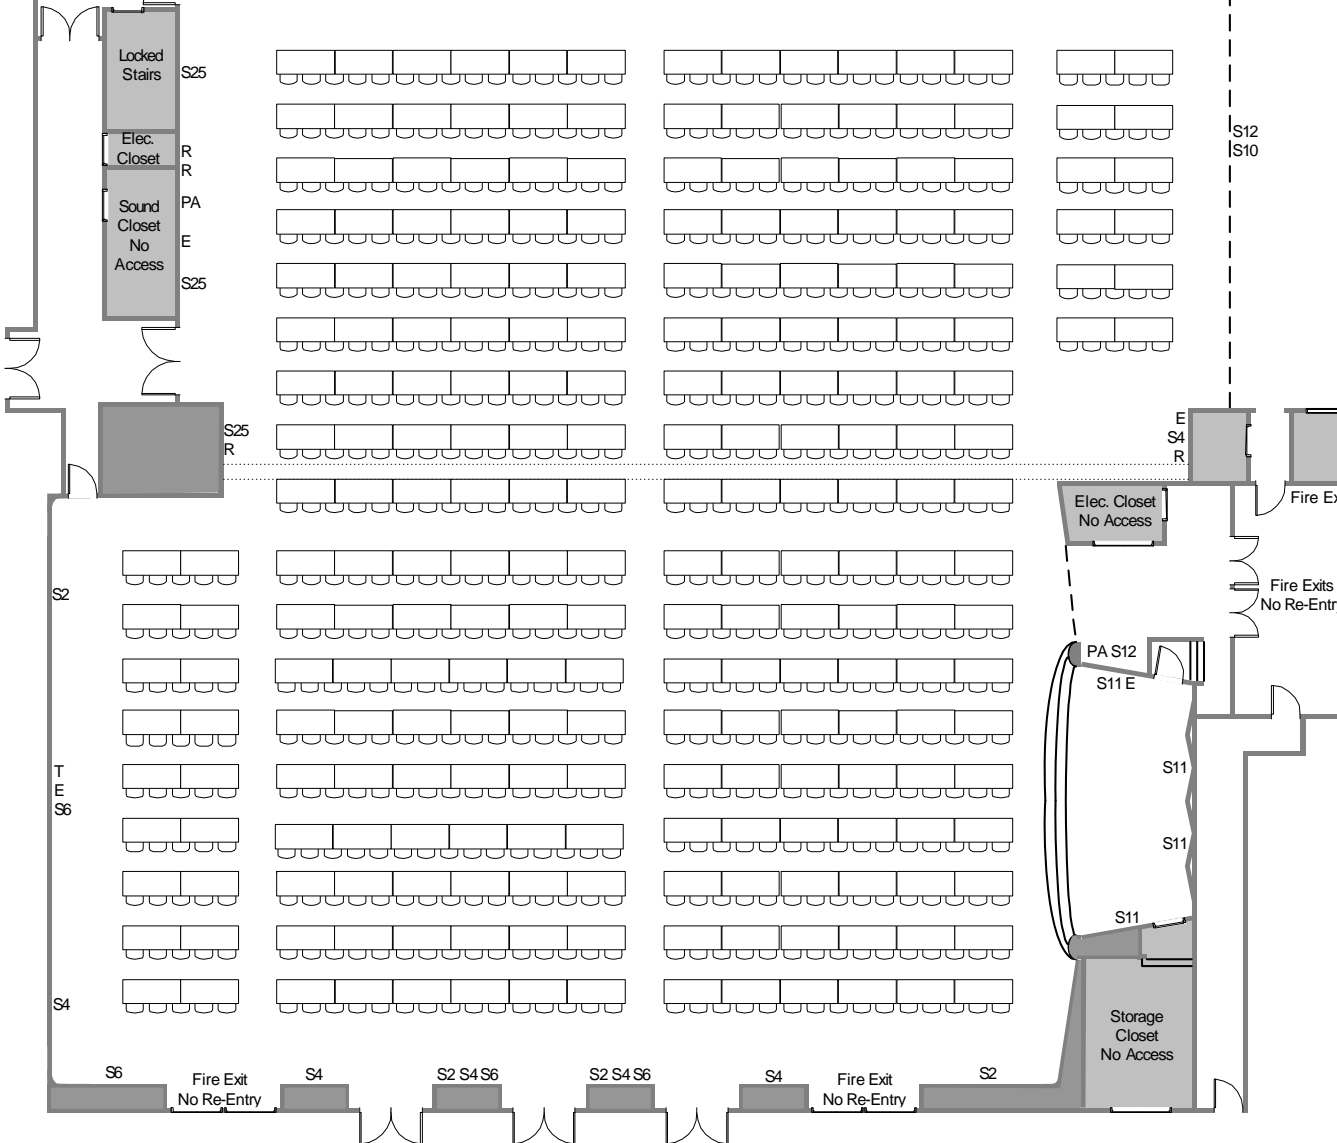 Locked
Stairs
S25
Elec.
Closet
R
R
Sound
Closet
No
Access
PA
E
S25
S12
S10
S25
R
E
S4
R
Elec. Closet
No Access
Fire Ex
S2
Fire Exits
No Re-Entry
PA S12
S11 E
T
E
S6
S11
S11
S11
S4
Storage
Closet
No Access
S6
Fire Exit
No Re-Entry
S4
S2 S4 S6
S2 S4 S6
S4
Fire Exit
No Re-Entry
S2